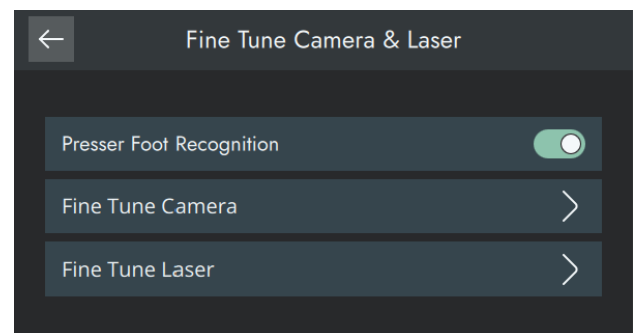 Fine Tune Camera & Laser
Presser Foot Recognition
Fine Tune Camera
Fine Tune Laser